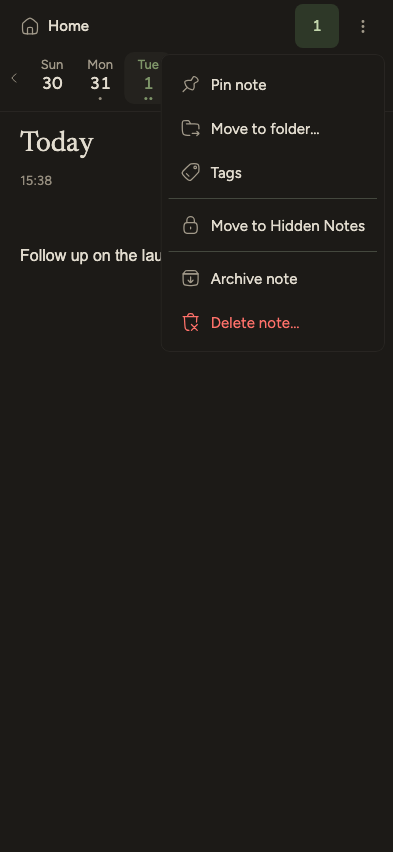 Home
1
Sun Mon Tue
30 31 1
Pin note
Move to folder...
Today
Tags
15:38
Move to Hidden Notes
Follow up on the
Archive note
Delete note...